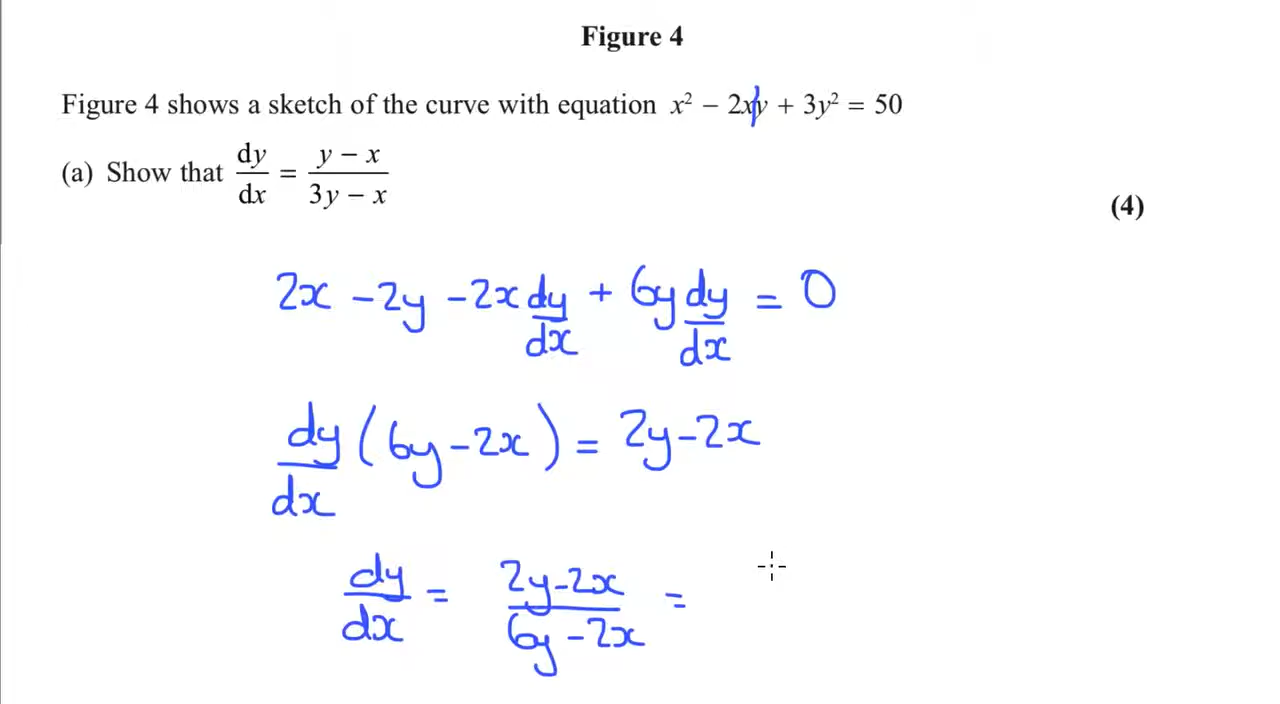 Figure 4
Figure 4 shows a sketch of the curve with equation x² − 2xy + 3y² = 50
(a) Show that dy/dx = (y − x)/(3y − x)
(4)
2x − 2y − 2x dy/dx + 6y dy/dx = 0
dy/dx (6y − 2x) = 2y − 2x
dy/dx = (2y − 2x)/(6y − 2x) =